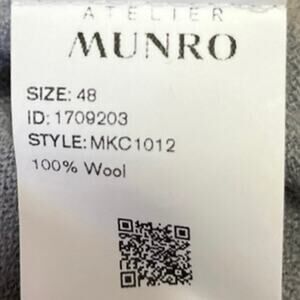 ATELIER
MUNRO
SIZE: 48
ID: 1709203
STYLE: MKC1012
100% Wool